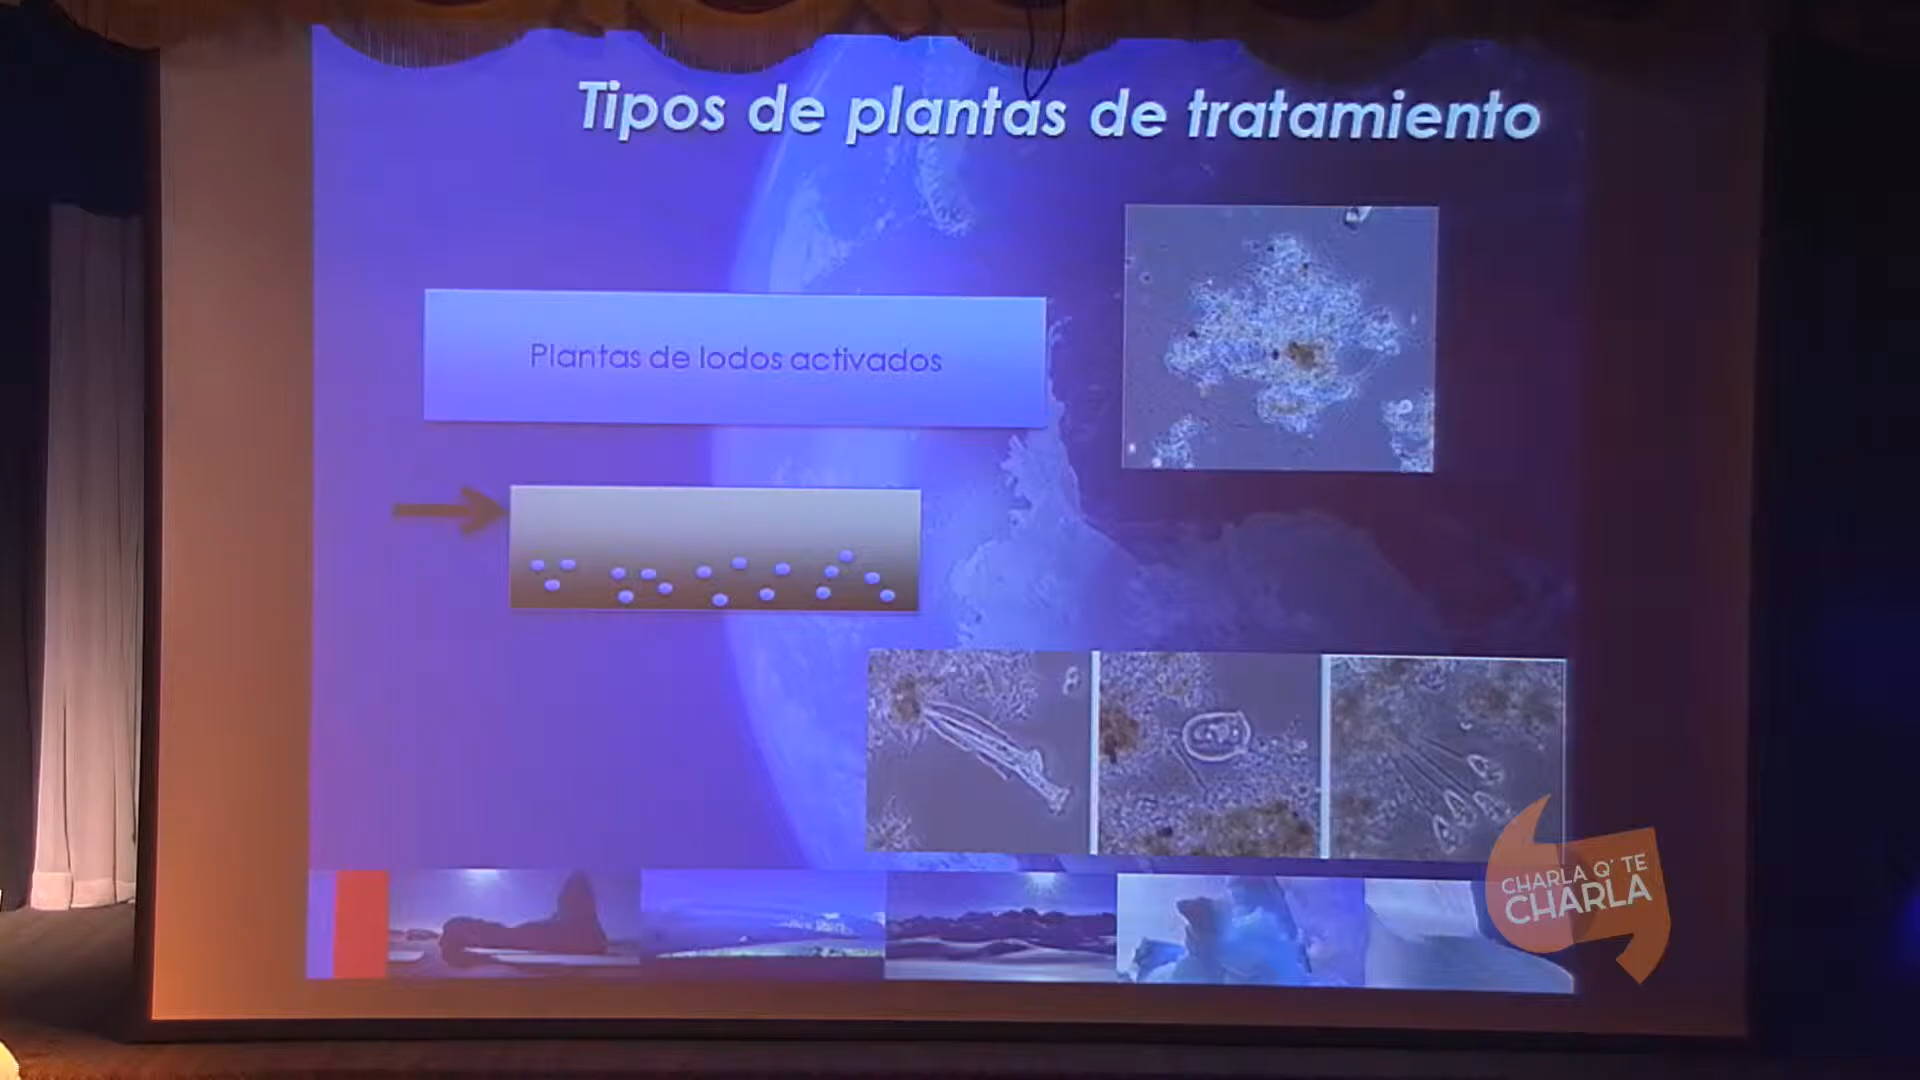 Tipos de plantas de tratamiento
Plantas de lodos activados
CHARLA Q' TE
CHARLA